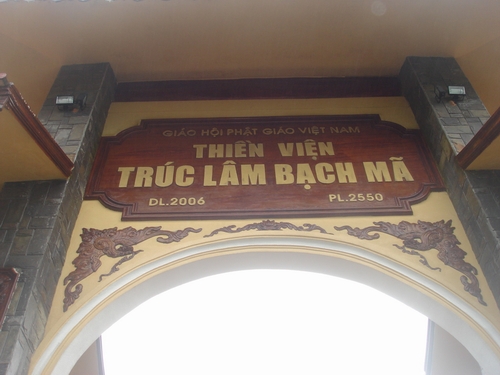 GIÁO HỘI PHẬT GIÁO VIỆT NAM
THIỀN VIỆN
TRÚC LÂM BẠCH MÃ
DL.2006 PL.2550